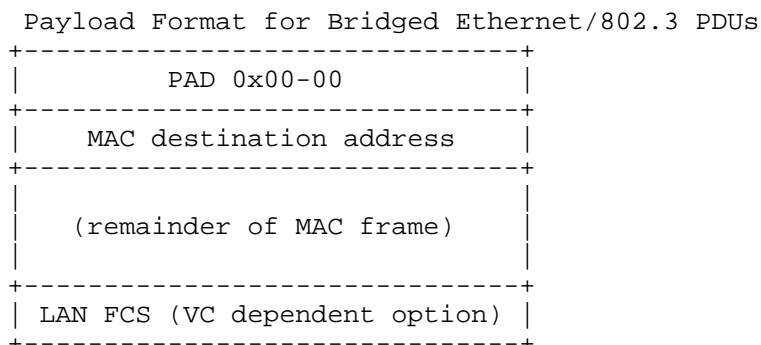 Payload Format for Bridged Ethernet/802.3 PDUs
+-------------------------------+
|         PAD 0x00-00           |
+-------------------------------+
|    MAC destination address    |
+-------------------------------+
|                               |
|   (remainder of MAC frame)    |
|                               |
+-------------------------------+
| LAN FCS (VC dependent option) |
+-------------------------------+